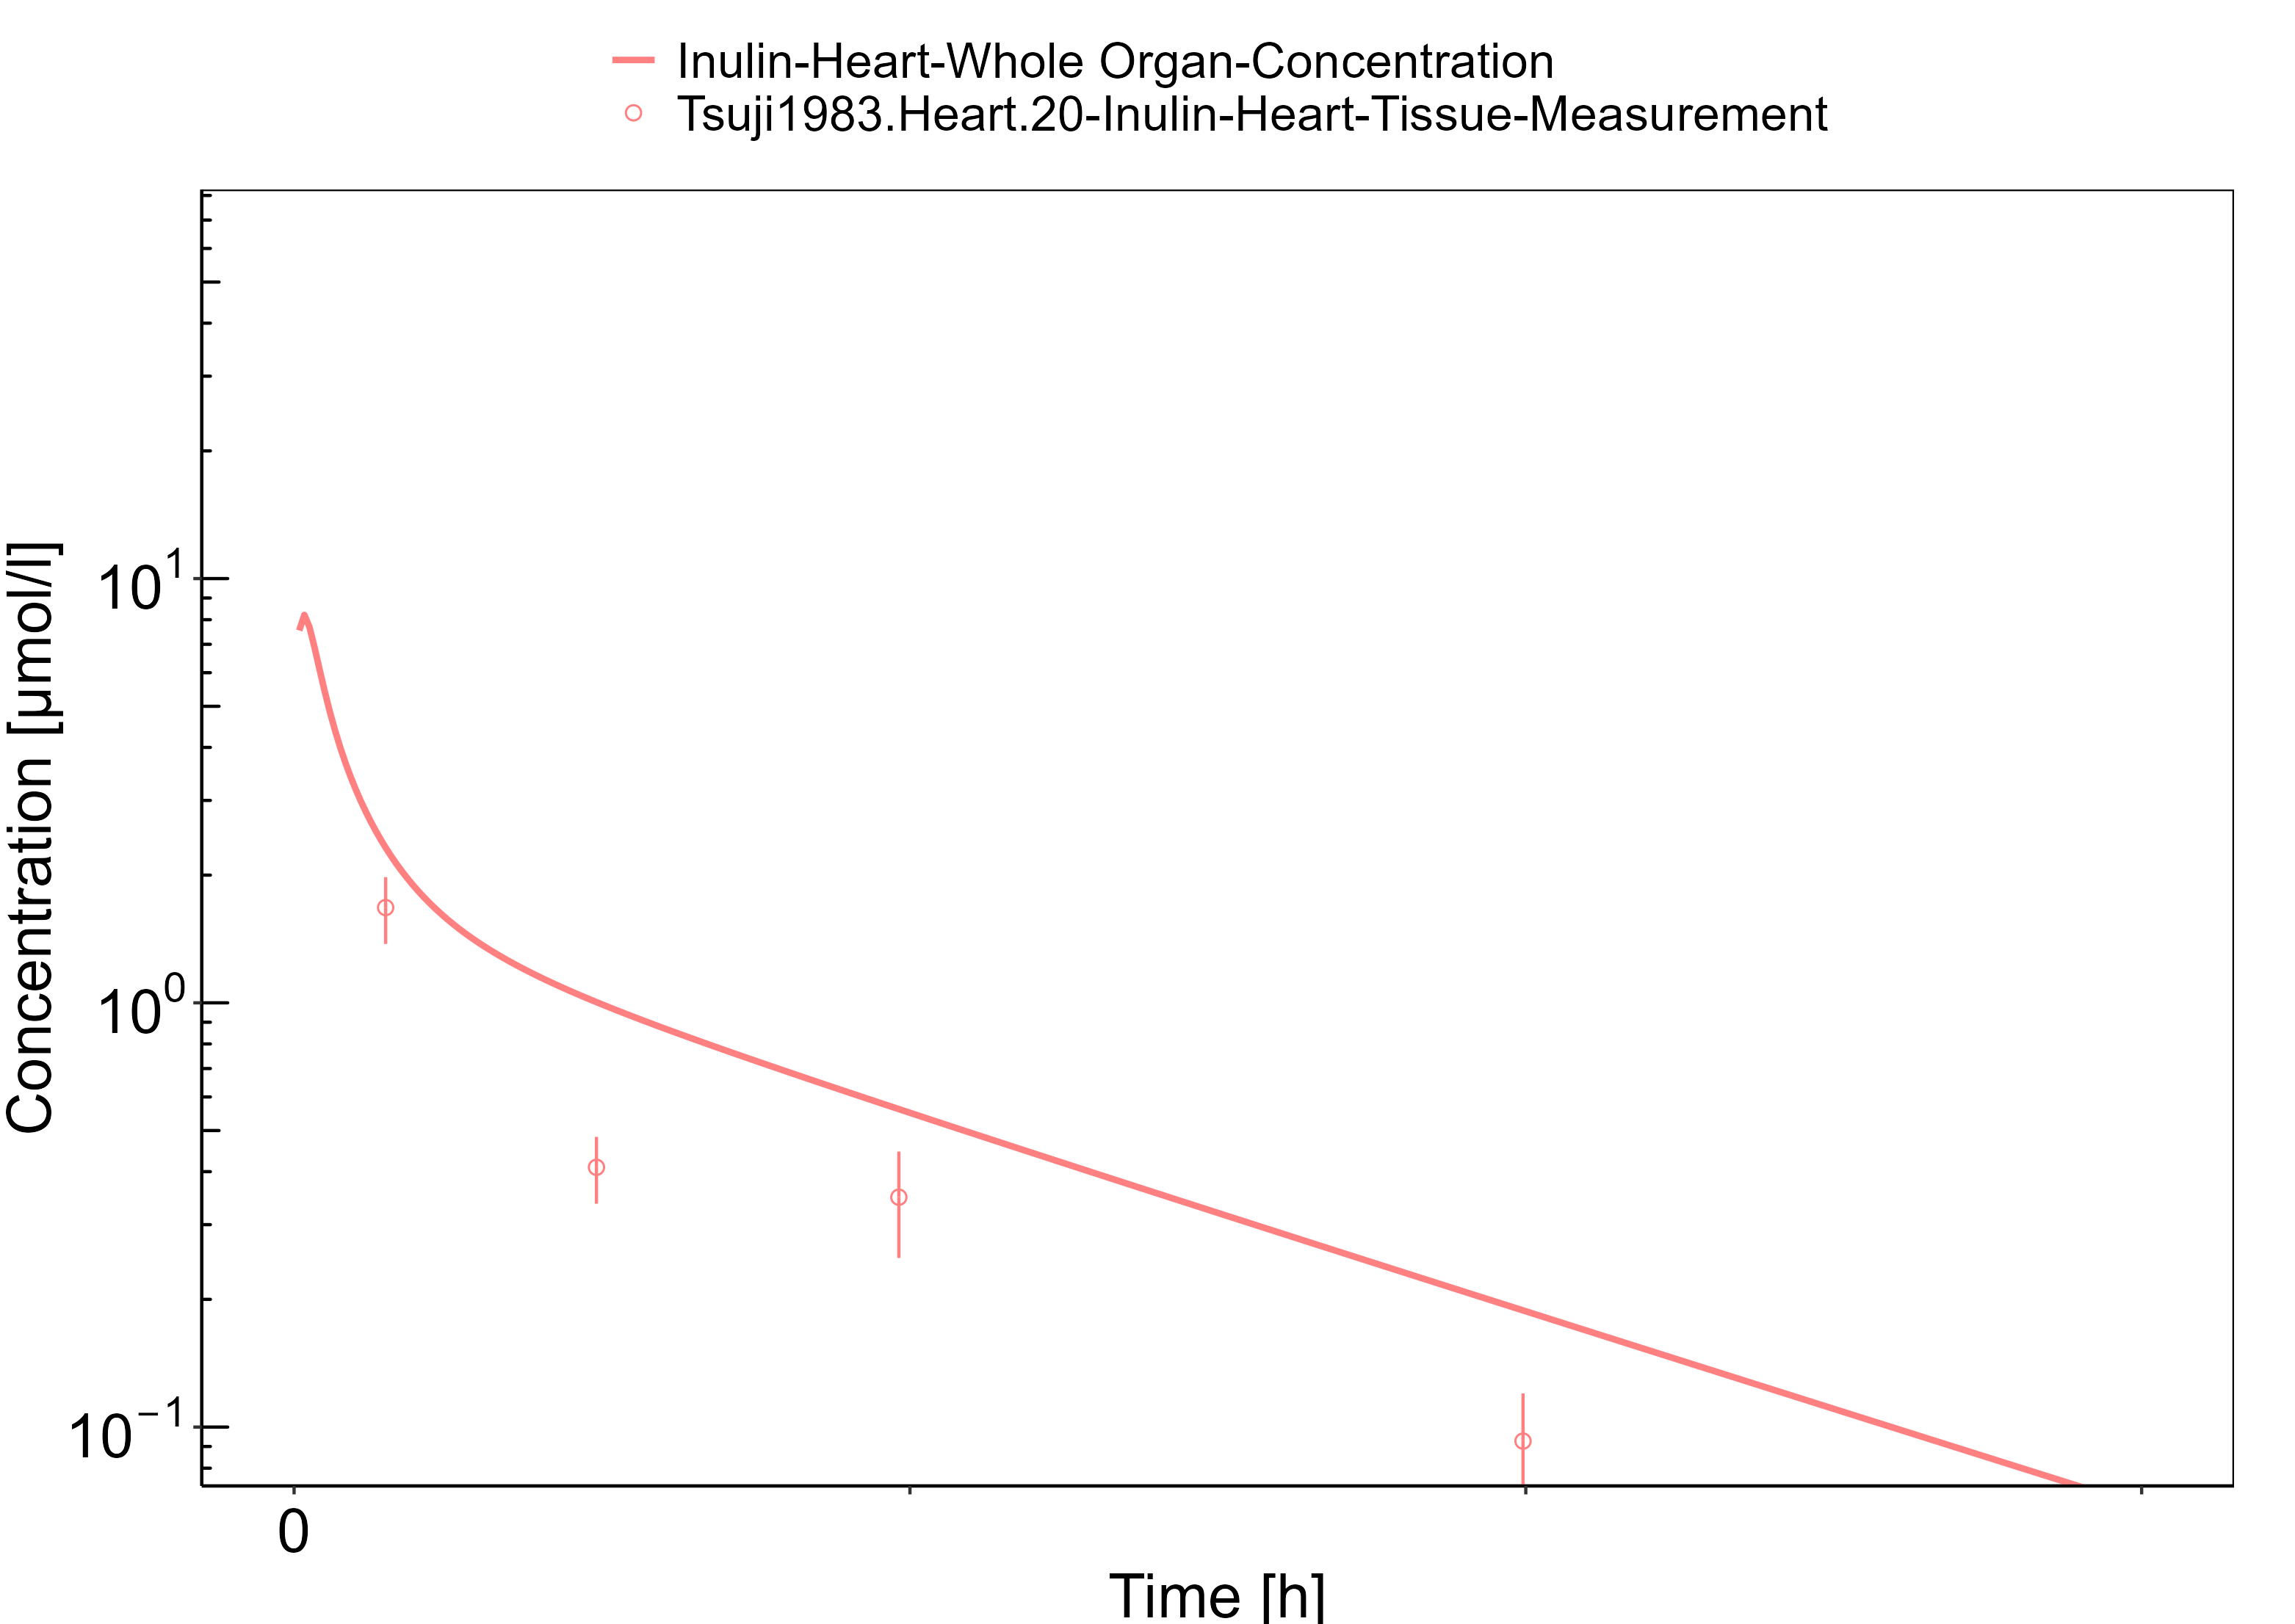 Inulin-Heart-Whole Organ-Concentration
Tsuji1983.Heart.20-Inulin-Heart-Tissue-Measurement
Concentration [µmol/l]
10¹
10⁰
10⁻¹
0
Time [h]